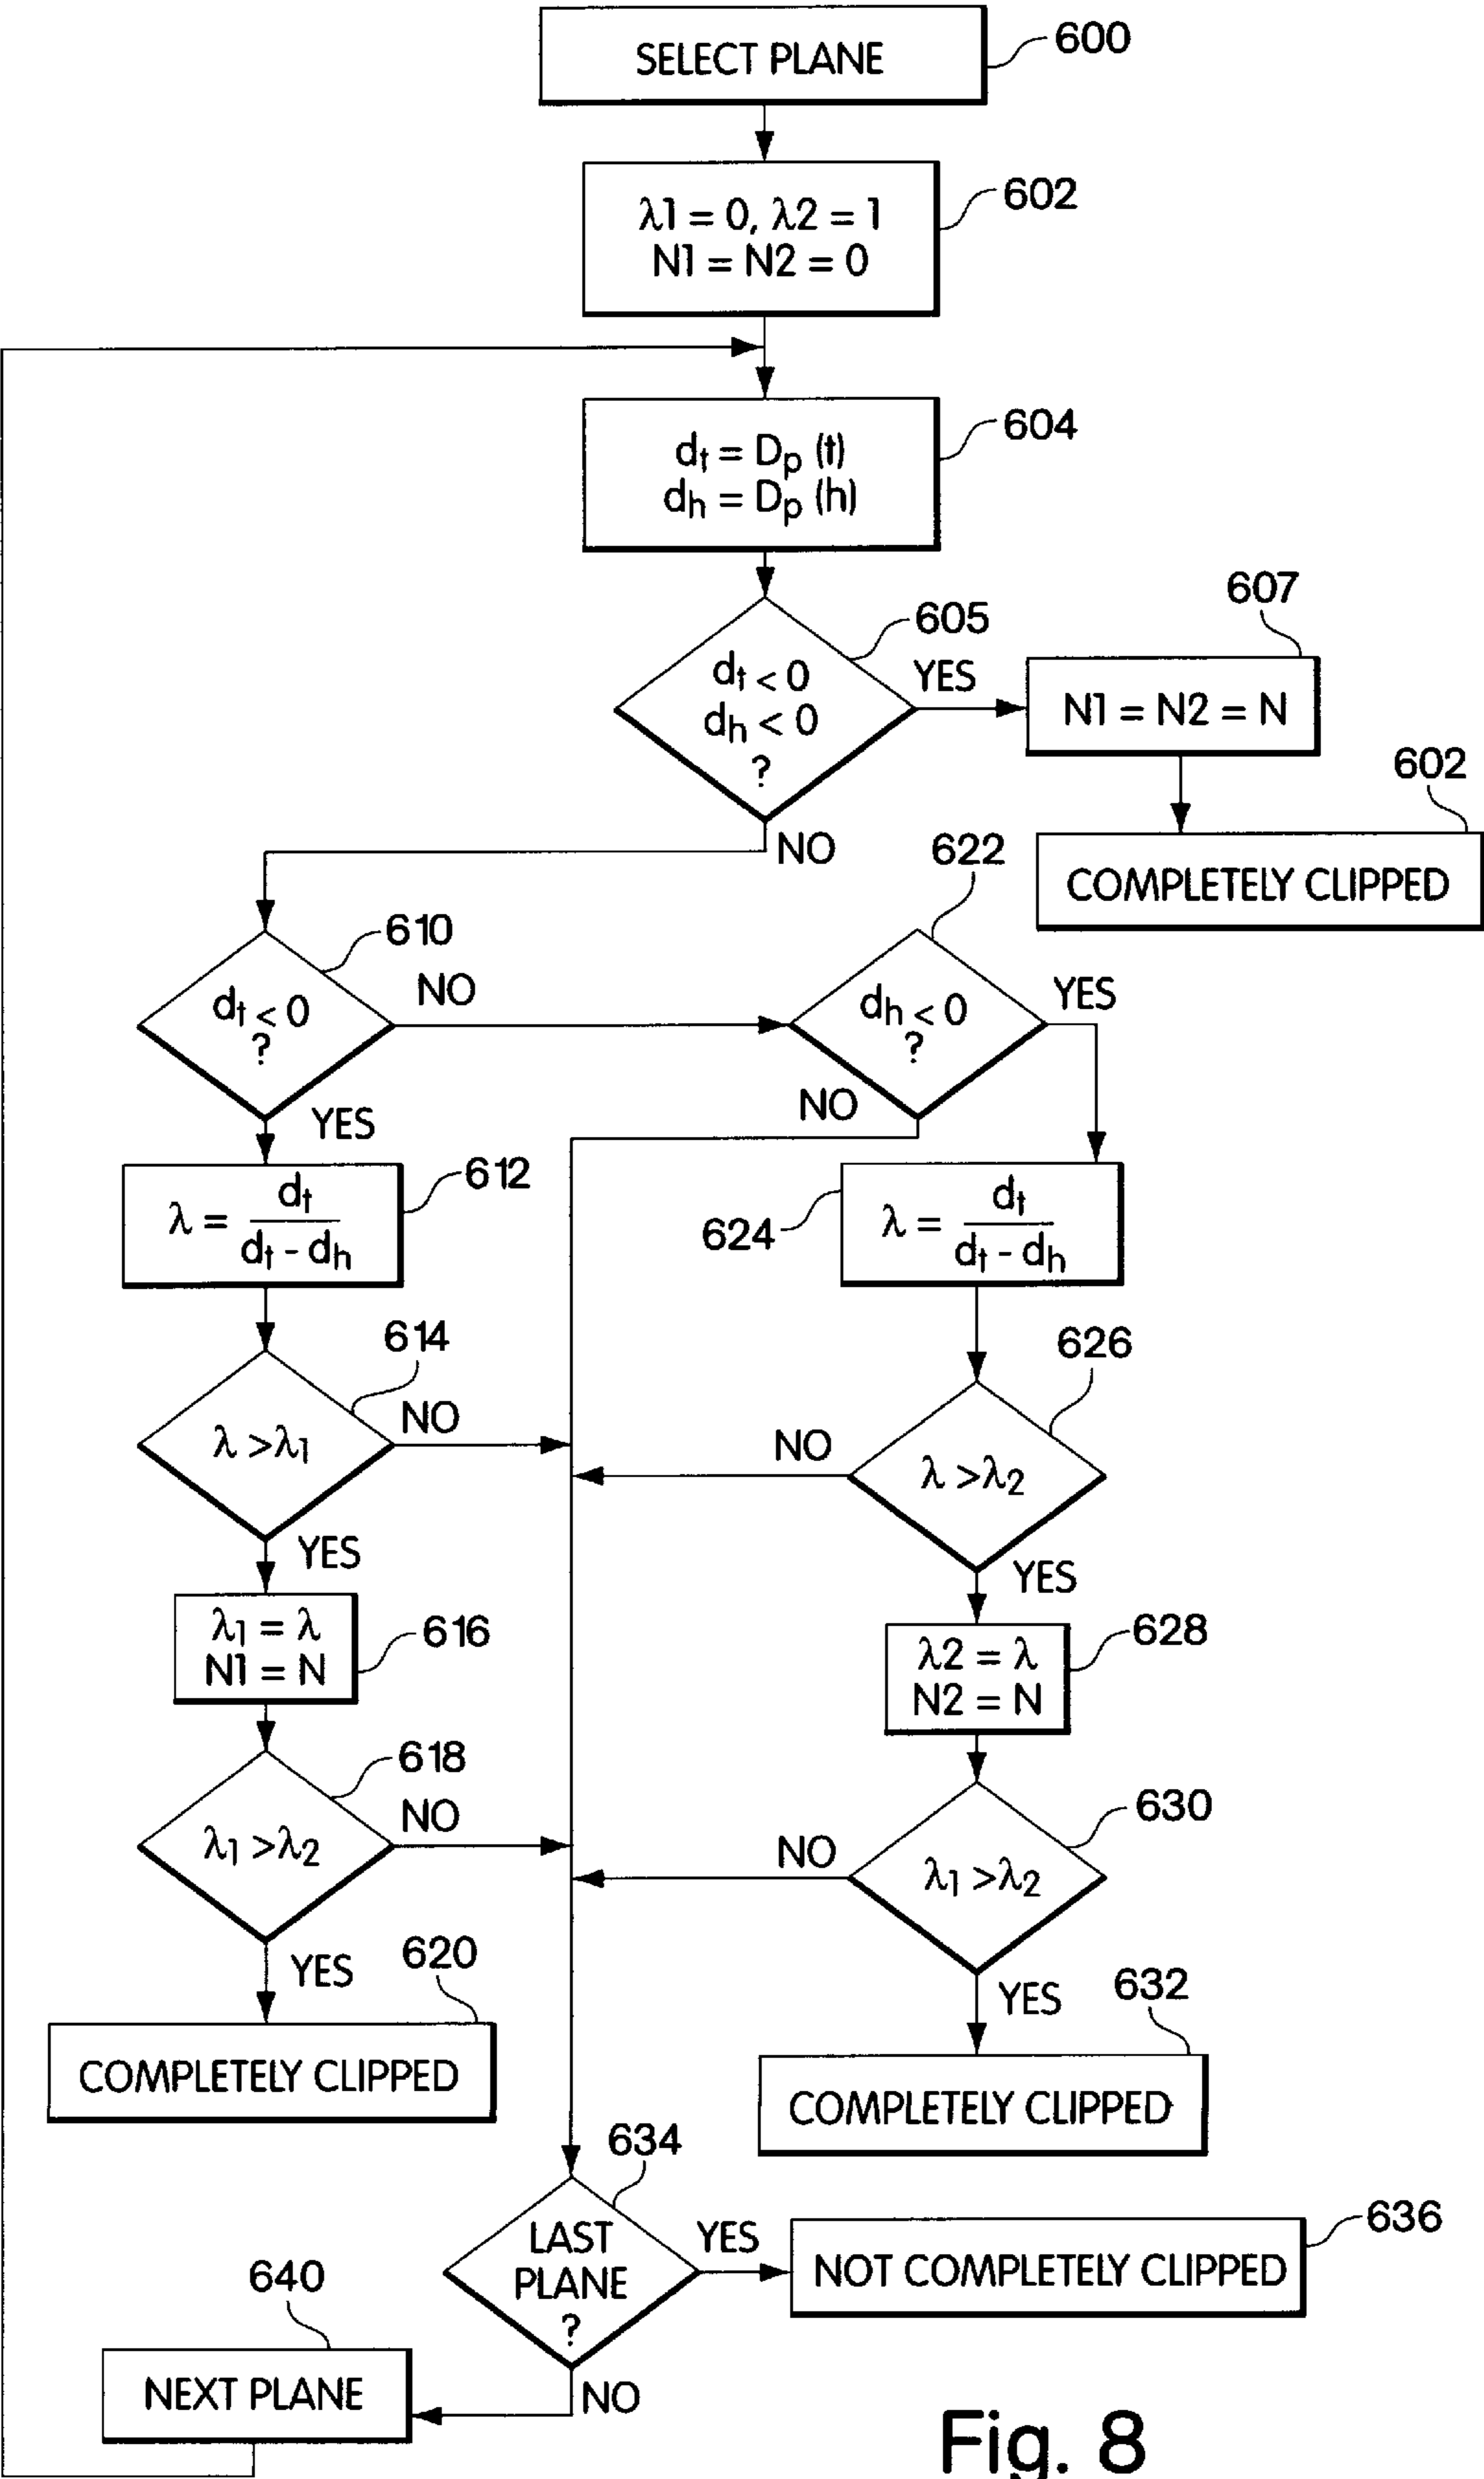 SELECT PLANE
600
λ1 = 0, λ2 = 1
N1 = N2 = 0
602
dt = Dp (t)
dh = Dp (h)
604
dt < 0
dh < 0
?
605
YES
NO
607
N1 = N2 = N
602
COMPLETELY CLIPPED
610
dt < 0
?
NO
YES
622
dh < 0
?
YES
NO
612
λ = dt / dt - dh
624
λ = dt / dt - dh
614
λ > λ1
NO
YES
626
λ > λ2
NO
YES
λ1 = λ
N1 = N
616
λ2 = λ
N2 = N
628
618
λ1 > λ2
NO
YES
630
λ1 > λ2
NO
YES
620
COMPLETELY CLIPPED
632
COMPLETELY CLIPPED
634
LAST
PLANE
?
YES
NO
636
NOT COMPLETELY CLIPPED
640
NEXT PLANE
Fig. 8